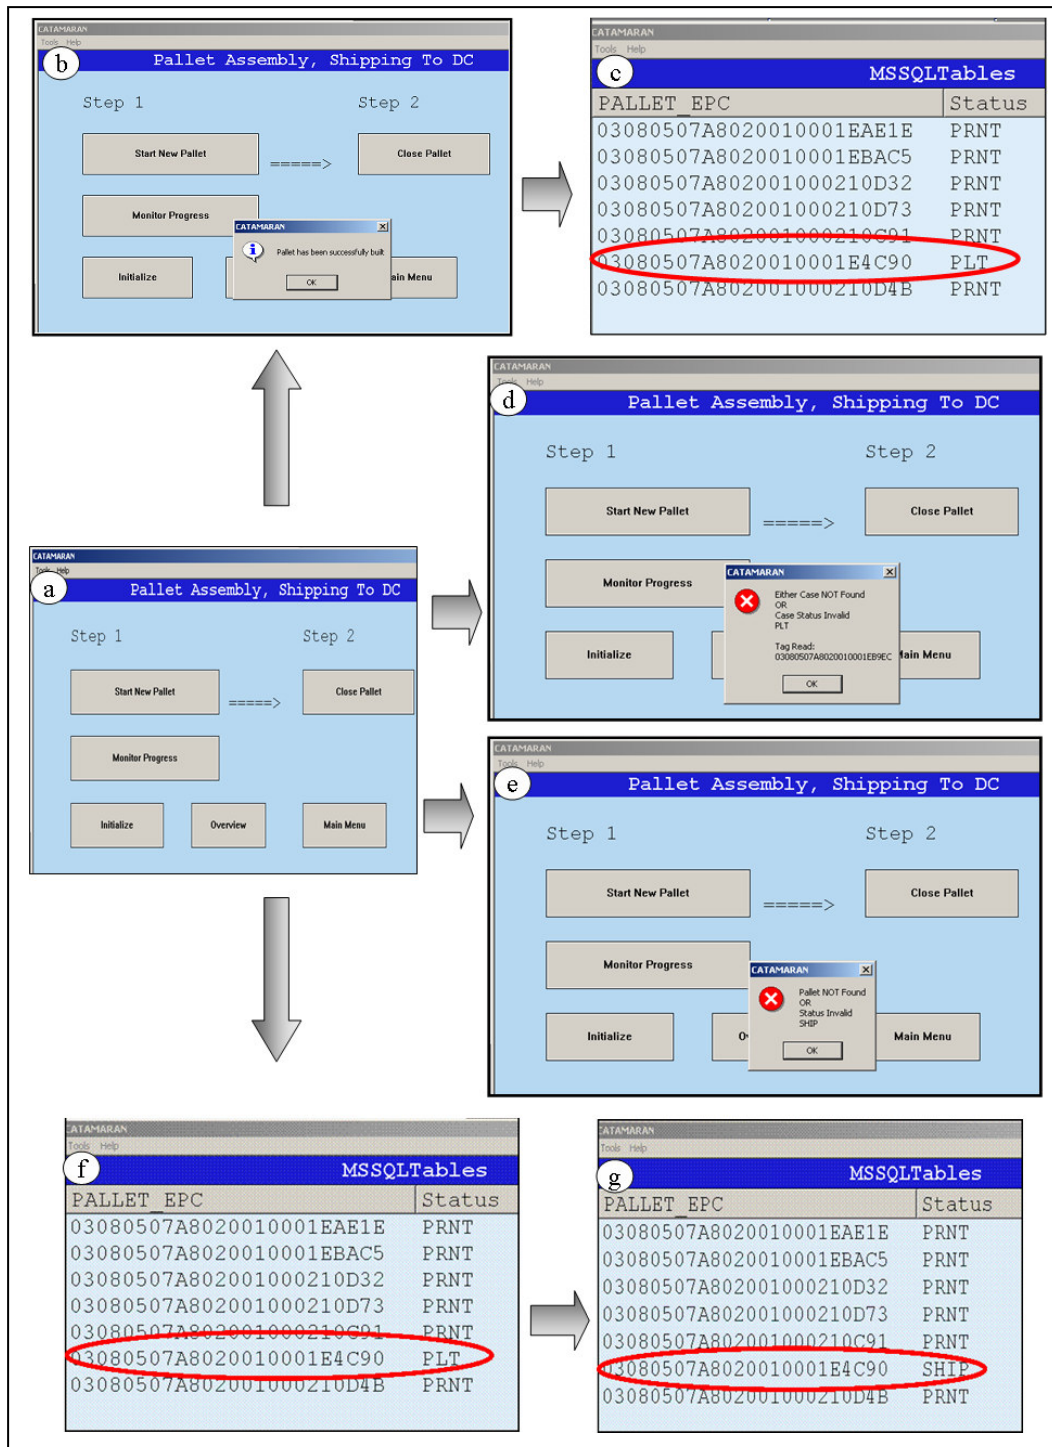 CATAMARAN
Tools Help
b
Pallet Assembly, Shipping To DC
Step 1 Step 2
Start New Pallet =====> Close Pallet
Monitor Progress
CATAMARAN
Pallet has been successfully built
OK
Initialize ain Menu
CATAMARAN
Tools Help
c
MSSQLTables
PALLET_EPC Status
03080507A8020010001EAE1E PRNT
03080507A8020010001EBAC5 PRNT
03080507A802001000210D32 PRNT
03080507A802001000210D73 PRNT
03080507A802001000210C91 PRNT
03080507A8020010001E4C90 PLT
03080507A802001000210D4B PRNT
CATAMARAN
Tools Help
d
Pallet Assembly, Shipping To DC
Step 1 Step 2
Start New Pallet =====> Close Pallet
Monitor Progress
CATAMARAN
Either Case NOT Found
OR
Case Status Invalid
PLT
Tag Read:
03080507A8020010001EB9EC
OK
Initialize Main Menu
CATAMARAN
Tools Help
a
Pallet Assembly, Shipping To DC
Step 1 Step 2
Start New Pallet =====> Close Pallet
Monitor Progress
Initialize Overview Main Menu
CATAMARAN
Tools Help
e
Pallet Assembly, Shipping To DC
Step 1 Step 2
Start New Pallet =====> Close Pallet
Monitor Progress
CATAMARAN
Pallet NOT Found
OR
Status Invalid
SHIP
OK
Initialize O Main Menu
CATAMARAN
Tools Help
f
MSSQLTables
PALLET_EPC Status
03080507A8020010001EAE1E PRNT
03080507A8020010001EBAC5 PRNT
03080507A802001000210D32 PRNT
03080507A802001000210D73 PRNT
03080507A802001000210C91 PRNT
03080507A8020010001E4C90 PLT
03080507A802001000210D4B PRNT
ATAMARAN
Tools Help
g
MSSQLTables
PALLET_EPC Status
03080507A8020010001EAE1E PRNT
03080507A8020010001EBAC5 PRNT
03080507A802001000210D32 PRNT
03080507A802001000210D73 PRNT
03080507A802001000210C91 PRNT
03080507A8020010001E4C90 SHIP
03080507A802001000210D4B PRNT